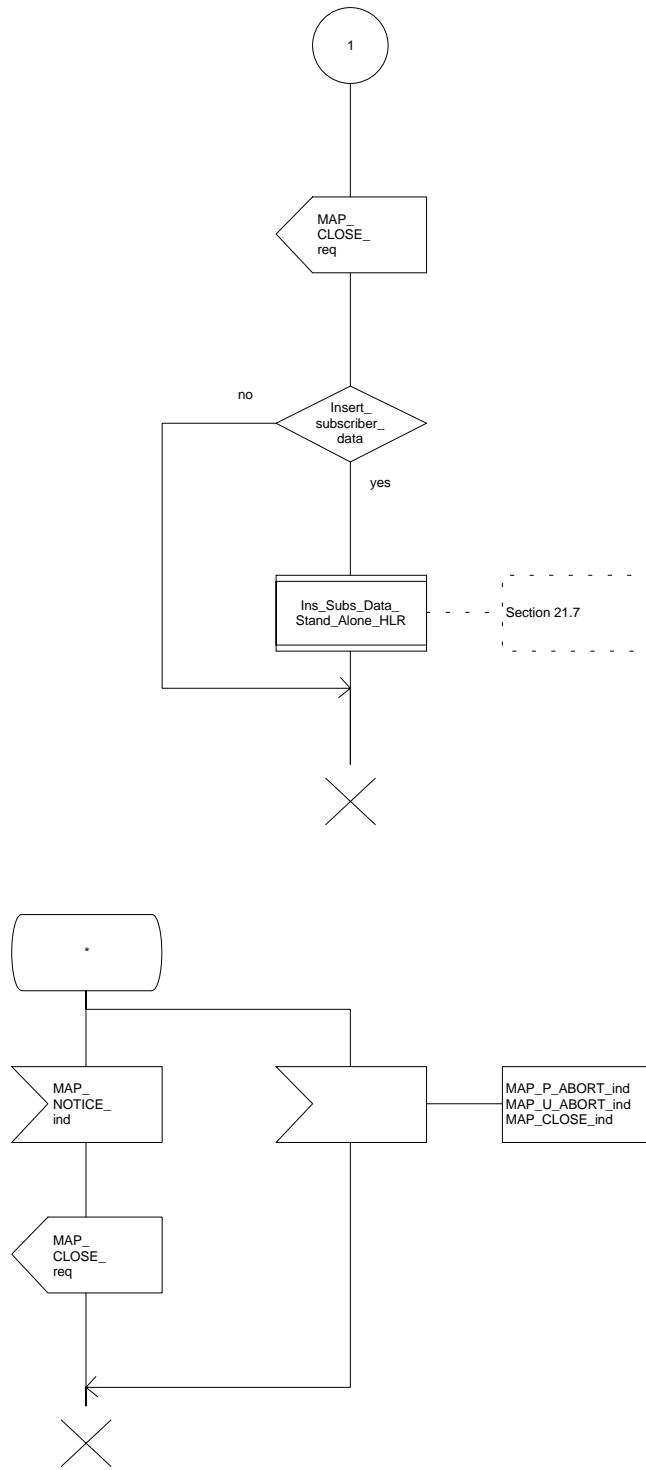 1
MAP_
CLOSE_
req
no
Insert_
subscriber_
data
yes
Ins_Subs_Data_
Stand_Alone_HLR
Section 21.7
*
MAP_
NOTICE_
ind
MAP_P_ABORT_ind
MAP_U_ABORT_ind
MAP_CLOSE_ind
MAP_
CLOSE_
req